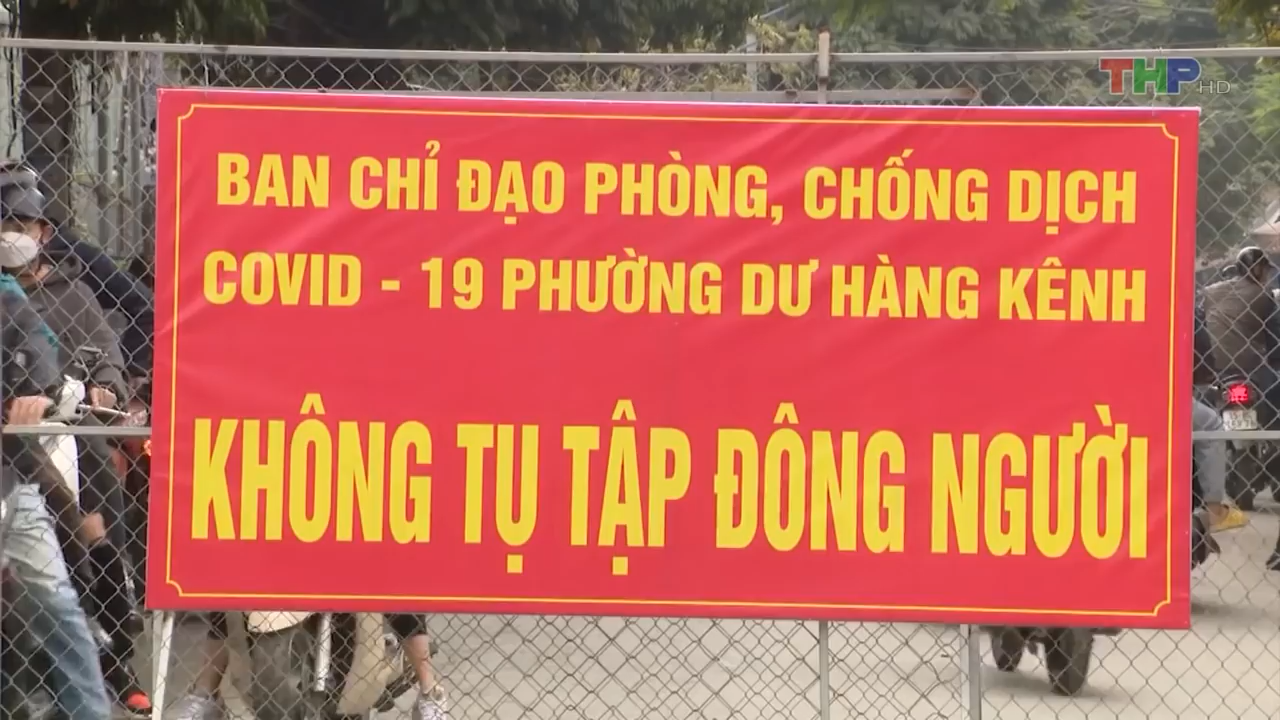 THP HD
BAN CHỈ ĐẠO PHÒNG, CHỐNG DỊCH
COVID - 19 PHƯỜNG DƯ HÀNG KÊNH
KHÔNG TỤ TẬP ĐÔNG NGƯỜI